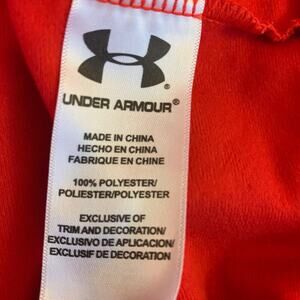 UNDER ARMOUR®
MADE IN CHINA
HECHO EN CHINA
FABRIQUE EN CHINE
100% POLYESTER/
POLIESTER/POLYESTER
EXCLUSIVE OF
TRIM AND DECORATION/
EXCLUSIVO DE APLICACION/
EXCLUSIF DE DECORATION